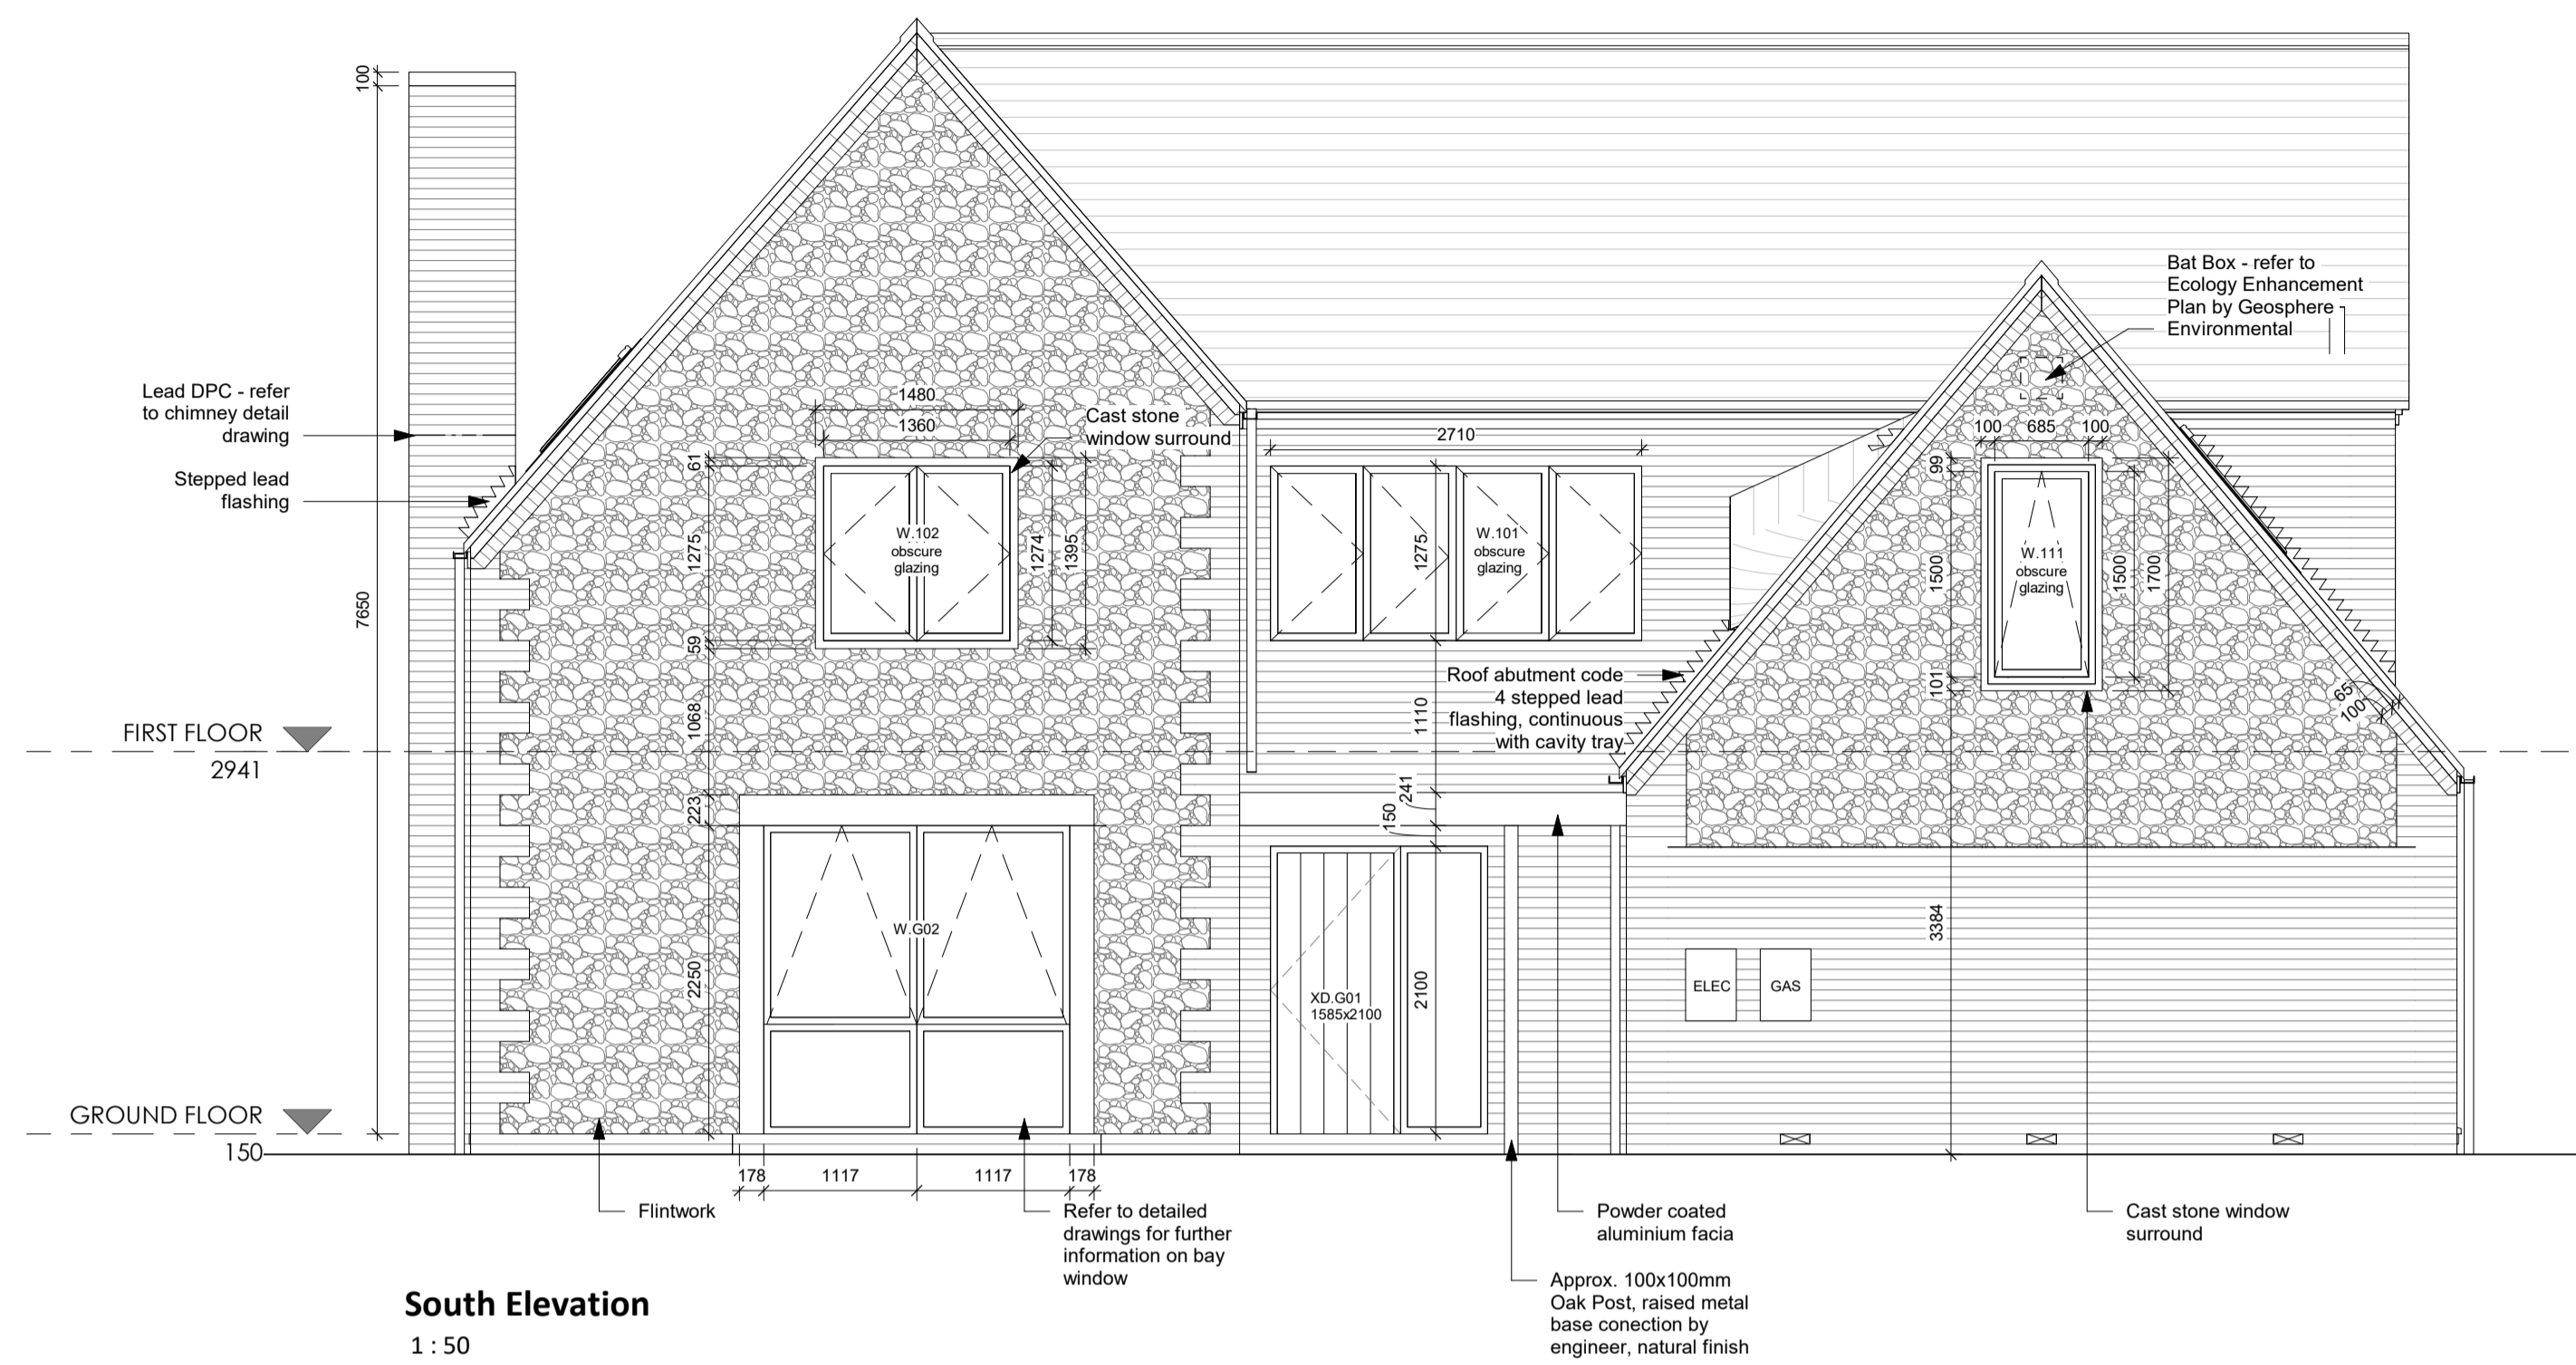 100
7650
Lead DPC - refer
to chimney detail
drawing
Stepped lead
flashing
FIRST FLOOR
2941
GROUND FLOOR
150
1480
1360
Cast stone
window surround
61
1275
59
1068
223
2250
1274
1395
W.102
obscure
glazing
W.G02
178
1117
1117
178
Flintwork
Refer to detailed
drawings for further
information on bay
window
2710
1275
W.101
obscure
glazing
1110
241
150
2100
XD.G01
1585x2100
Roof abutment code
4 stepped lead
flashing, continuous
with cavity tray
Bat Box - refer to
Ecology Enhancement
Plan by Geosphere
Environmental
100
685
100
99
1500
101
3384
1500
1700
W.111
obscure
glazing
65
100
ELEC
GAS
Powder coated
aluminium facia
Approx. 100x100mm
Oak Post, raised metal
base conection by
engineer, natural finish
Cast stone window
surround
South Elevation
1 : 50